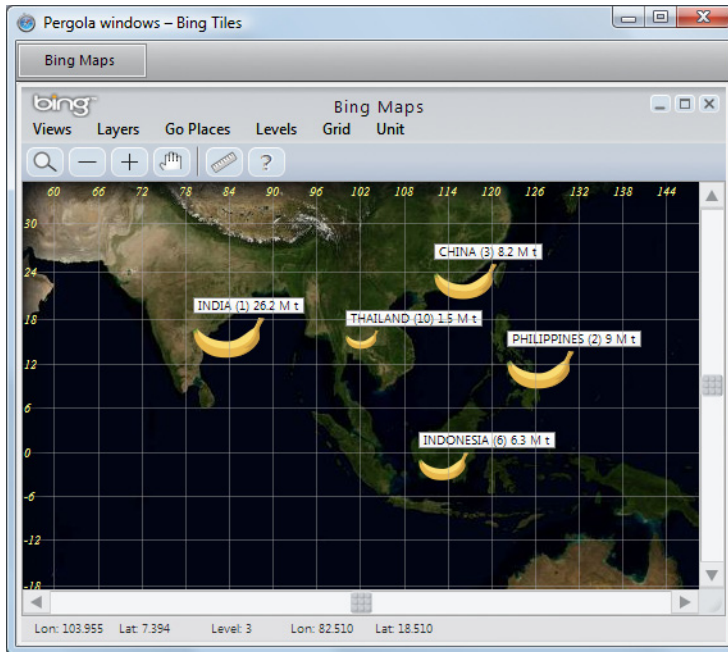 Pergola windows – Bing Tiles
Bing Maps
bing™
Bing Maps
Views Layers Go Places Levels Grid Unit
?
60 66 72 78 84 90 96 102 108 114 120 126 132 138 144
30
24
18
12
6
0
-6
-12
-18
CHINA (3) 8.2 M t
INDIA (1) 26.2 M t
THAILAND (10) 1.5 M t
PHILIPPINES (2) 9 M t
INDONESIA (6) 6.3 M t
Lon: 103.955 Lat: 7.394 Level: 3 Lon: 82.510 Lat: 18.510